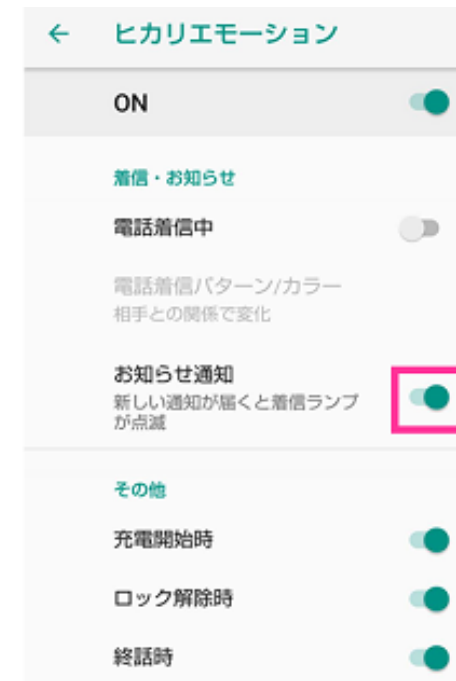 ヒカリエモーション
ON
着信・お知らせ
電話着信中
電話着信パターン/カラー
相手との関係で変化
お知らせ通知
新しい通知が届くと着信ランプ
が点滅
その他
充電開始時
ロック解除時
終話時